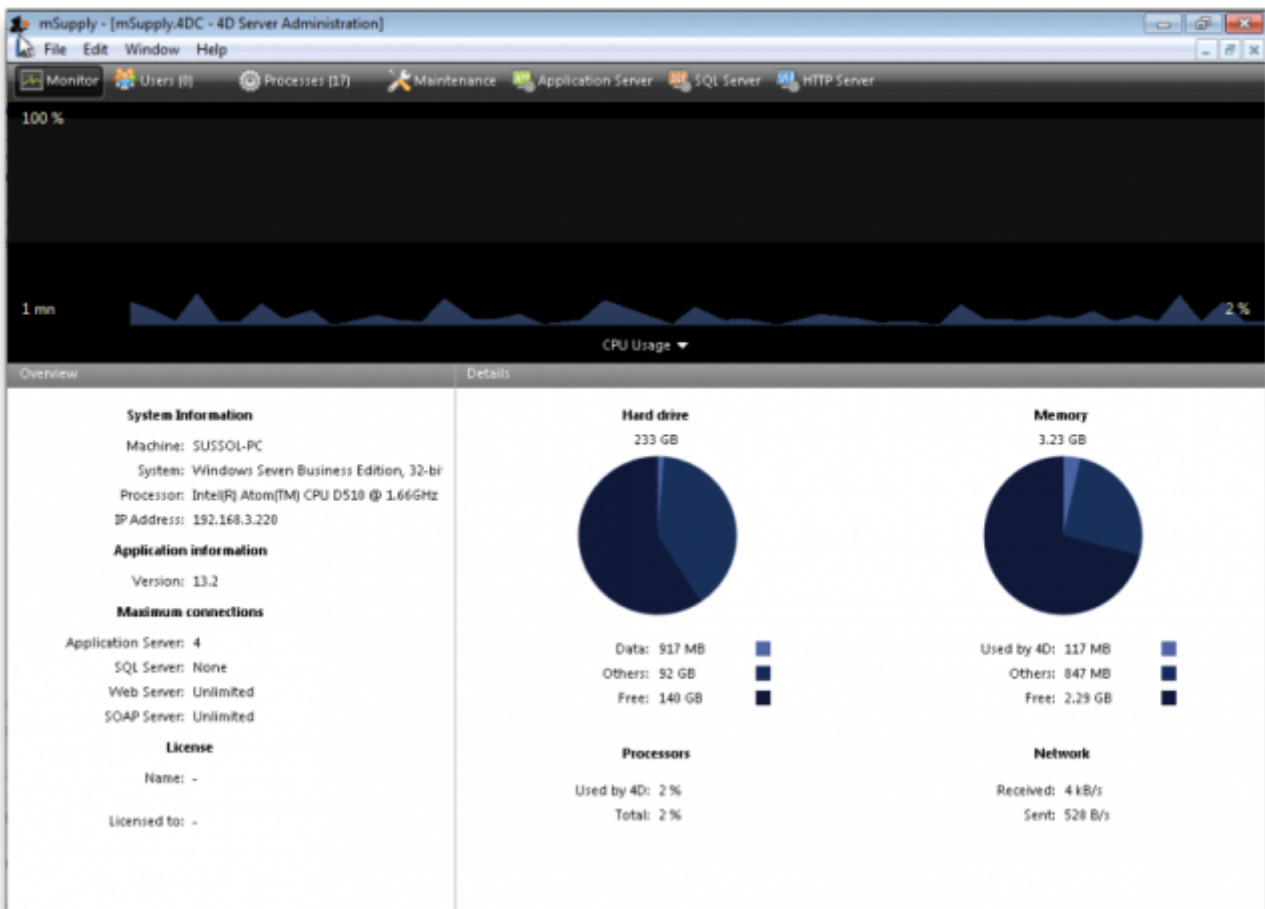 mSupply - [mSupply.4DC - 4D Server Administration]
File Edit Window Help
Monitor Users (0) Processes (17) Maintenance Application Server SQL Server HTTP Server
100 %
1 mn 2 %
CPU Usage
Overview Details
System Information
Machine: SUSSOL-PC
System: Windows Seven Business Edition, 32-bi
Processor: Intel(R) Atom(TM) CPU D510 @ 1.66GHz
IP Address: 192.168.3.220
Application information
Version: 13.2
Maximum connections
Application Server: 4
SQL Server: None
Web Server: Unlimited
SOAP Server: Unlimited
License
Name: -
Licensed to: -
Hard drive
233 GB
Data: 917 MB
Others: 92 GB
Free: 140 GB
Memory
3.23 GB
Used by 4D: 117 MB
Others: 847 MB
Free: 2.29 GB
Processors
Used by 4D: 2 %
Total: 2 %
Network
Received: 4 kB/s
Sent: 528 B/s